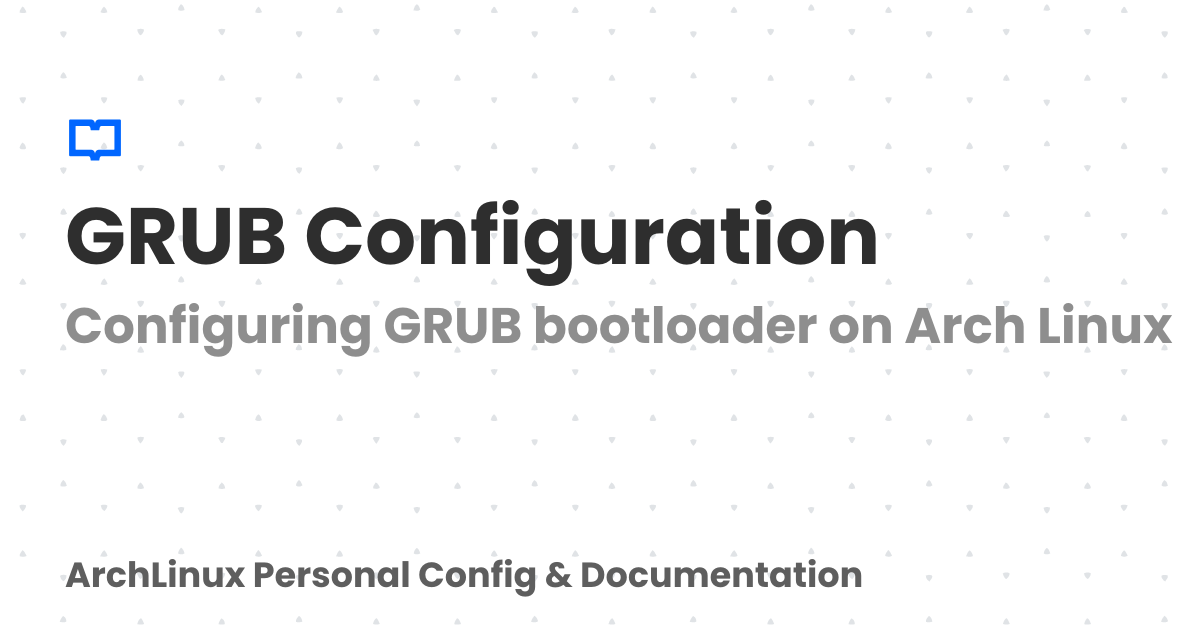 GRUB Configuration
Configuring GRUB bootloader on Arch Linux
ArchLinux Personal Config & Documentation